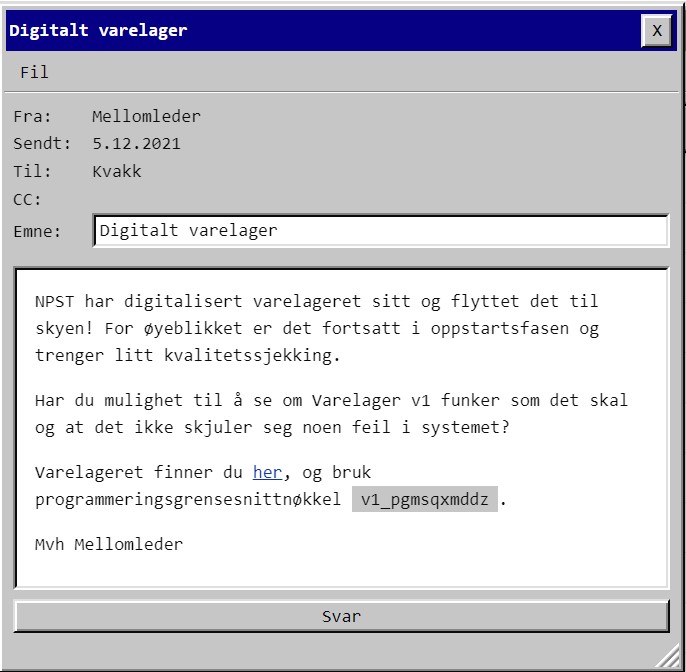 Digitalt varelager
X
Fil
Fra: Mellomleder
Sendt: 5.12.2021
Til: Kvakk
CC:
Emne: Digitalt varelager
NPST har digitalisert varelageret sitt og flyttet det til
skyen! For øyeblikket er det fortsatt i oppstartsfasen og
trenger litt kvalitetssjekking.
Har du mulighet til å se om Varelager v1 funker som det skal
og at det ikke skjuler seg noen feil i systemet?
Varelageret finner du her, og bruk
programmeringsgrensesnittnøkkel v1_pgmsqxmddz.
Mvh Mellomleder
Svar